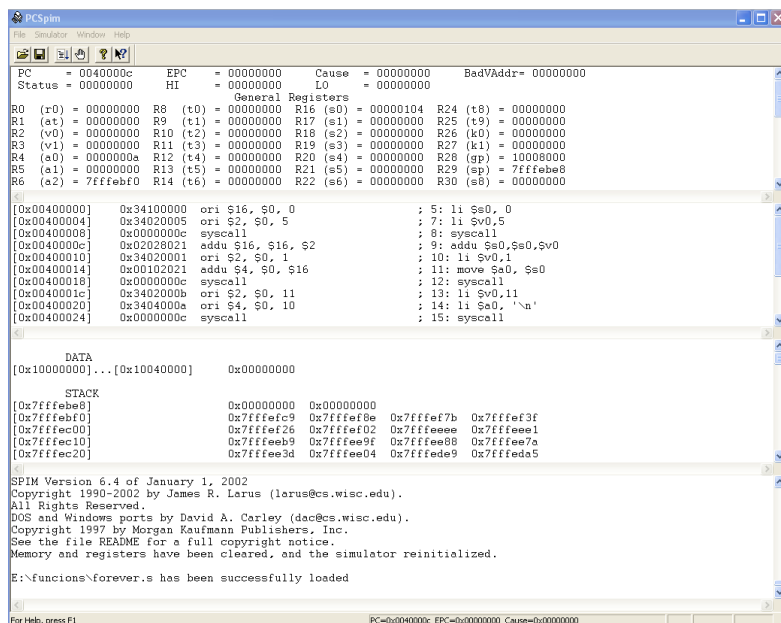 PCSpim
File Simulator Window Help
PC = 0040000c EPC = 00000000 Cause = 00000000 BadVAddr= 00000000
Status = 00000000 HI = 00000000 LO = 00000000
General Registers
R0 (r0) = 00000000 R8 (t0) = 00000000 R16 (s0) = 00000104 R24 (t8) = 00000000
R1 (at) = 00000000 R9 (t1) = 00000000 R17 (s1) = 00000000 R25 (t9) = 00000000
R2 (v0) = 00000000 R10 (t2) = 00000000 R18 (s2) = 00000000 R26 (k0) = 00000000
R3 (v1) = 00000000 R11 (t3) = 00000000 R19 (s3) = 00000000 R27 (k1) = 00000000
R4 (a0) = 0000000a R12 (t4) = 00000000 R20 (s4) = 00000000 R28 (gp) = 10008000
R5 (a1) = 00000000 R13 (t5) = 00000000 R21 (s5) = 00000000 R29 (sp) = 7fffebe8
R6 (a2) = 7fffebf0 R14 (t6) = 00000000 R22 (s6) = 00000000 R30 (s8) = 00000000
[0x00400000] 0x34100000 ori $16, $0, 0 ; 5: li $s0, 0
[0x00400004] 0x34020005 ori $2, $0, 5 ; 7: li $v0,5
[0x00400008] 0x0000000c syscall ; 8: syscall
[0x0040000c] 0x02028021 addu $16, $16, $2 ; 9: addu $s0,$s0,$v0
[0x00400010] 0x34020001 ori $2, $0, 1 ; 10: li $v0,1
[0x00400014] 0x00102021 addu $4, $0, $16 ; 11: move $a0, $s0
[0x00400018] 0x0000000c syscall ; 12: syscall
[0x0040001c] 0x3402000b ori $2, $0, 11 ; 13: li $v0,11
[0x00400020] 0x3404000a ori $4, $0, 10 ; 14: li $a0, '\n'
[0x00400024] 0x0000000c syscall ; 15: syscall
DATA
[0x10000000]...[0x10040000] 0x00000000
STACK
[0x7fffebe8] 0x00000000 0x00000000
[0x7fffebf0] 0x7fffefc9 0x7fffef8e 0x7fffef7b 0x7fffef3f
[0x7fffec00] 0x7fffef26 0x7fffef02 0x7fffeeee 0x7fffeee1
[0x7fffec10] 0x7fffeeb9 0x7fffee9f 0x7fffee88 0x7fffee7a
[0x7fffec20] 0x7fffee3d 0x7fffee04 0x7fffede9 0x7fffeda5
SPIM Version 6.4 of January 1, 2002
Copyright 1990-2002 by James R. Larus (larus@cs.wisc.edu).
All Rights Reserved.
DOS and Windows ports by David A. Carley (dac@cs.wisc.edu).
Copyright 1997 by Morgan Kaufmann Publishers, Inc.
See the file README for a full copyright notice.
Memory and registers have been cleared, and the simulator reinitialized.
E:\funcions\forever.s has been successfully loaded
For Help, press F1 PC=0x0040000c EPC=0x00000000 Cause=0x00000000